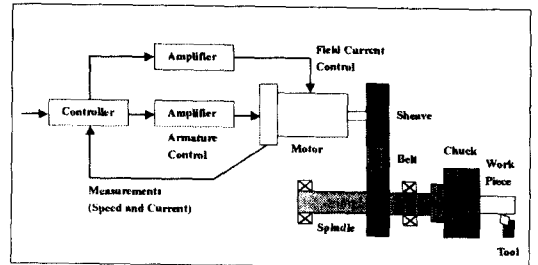 Amplifier
Field Current
Control
Controller
Amplifier
Armature
Control
Motor
Sheave
Belt
Chuck
Work
Piece
Measurements
(Speed and Current)
Spindle
Tool